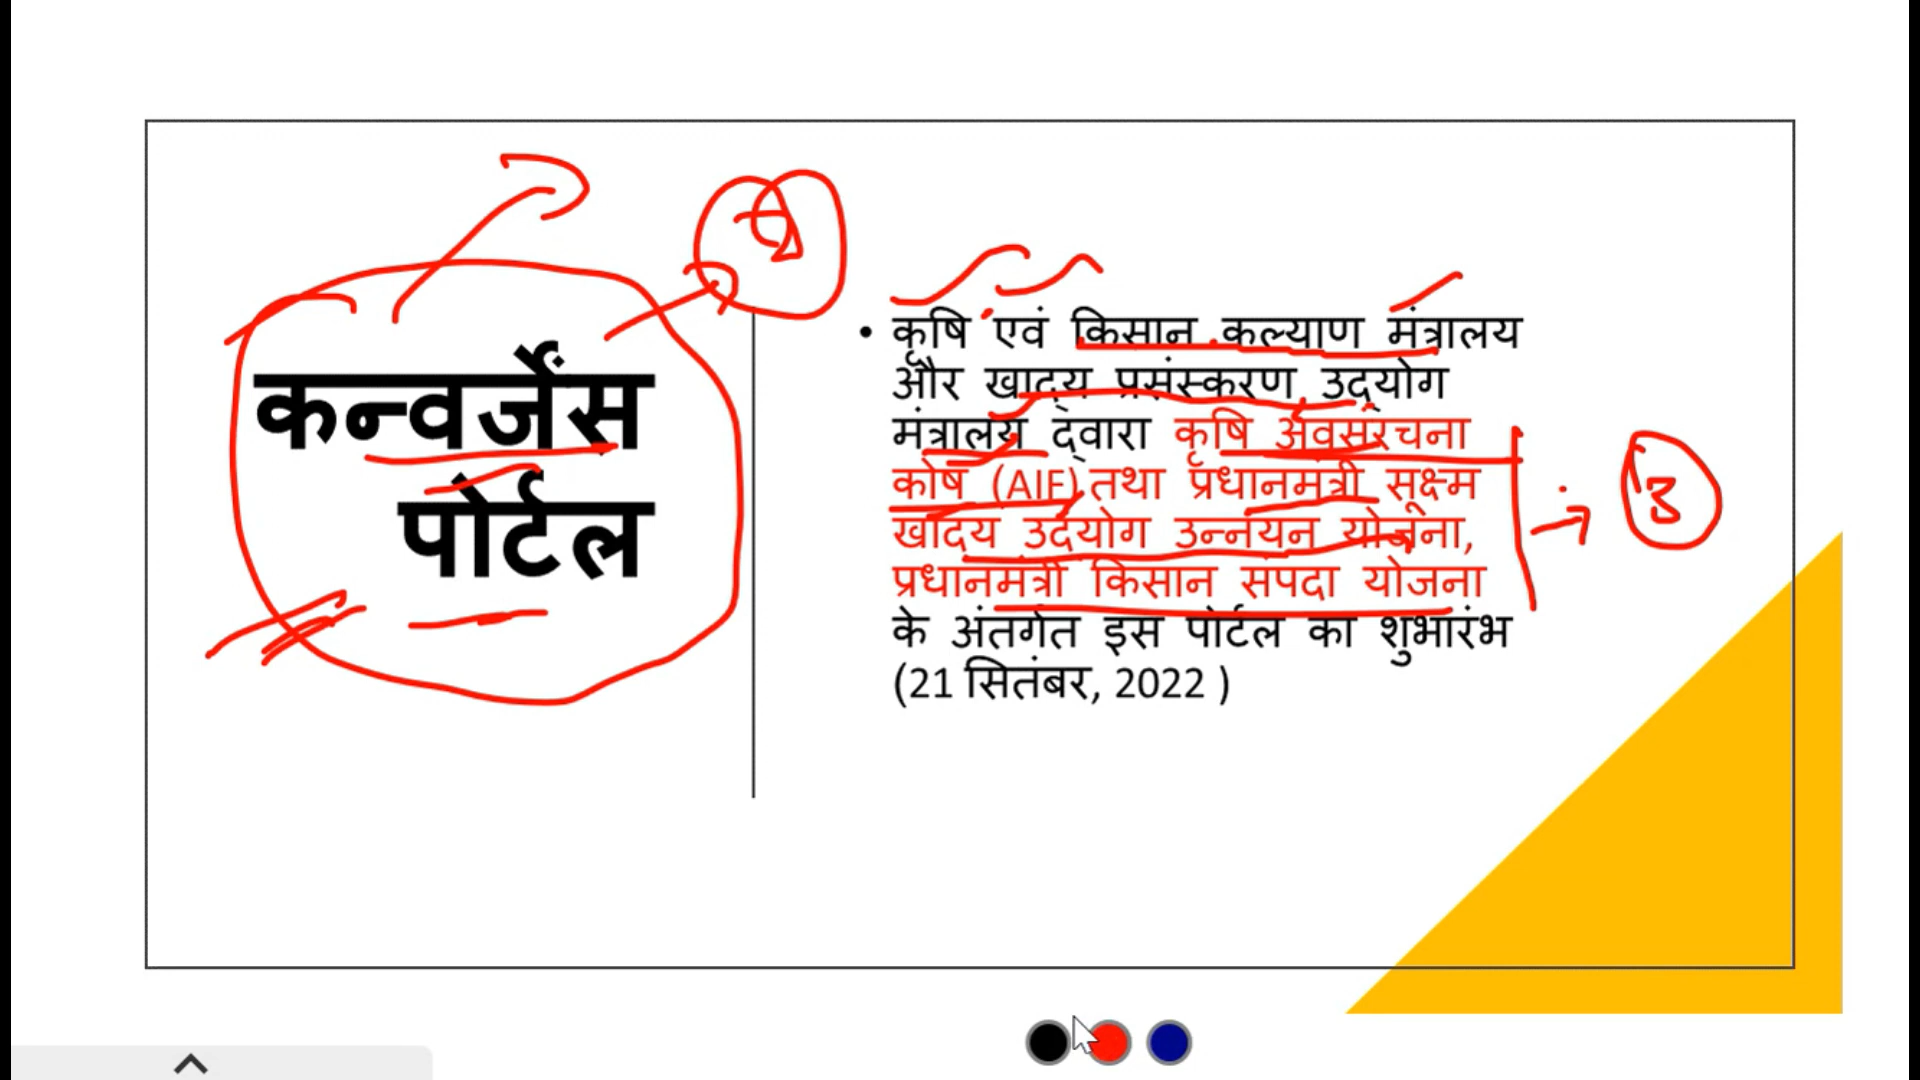 कन्वर्जेंस
पोर्टल
• कृषि एवं किसान कल्याण मंत्रालय
और खाद्य प्रसंस्करण उद्योग
मंत्रालय द्वारा कृषि अवसंरचना
कोष (AIF) तथा प्रधानमंत्री सूक्ष्म
खाद्य उद्योग उन्नयन योजना,
प्रधानमंत्री किसान संपदा योजना
के अंतर्गत इस पोर्टल का शुभारंभ
(21 सितंबर, 2022 )
3